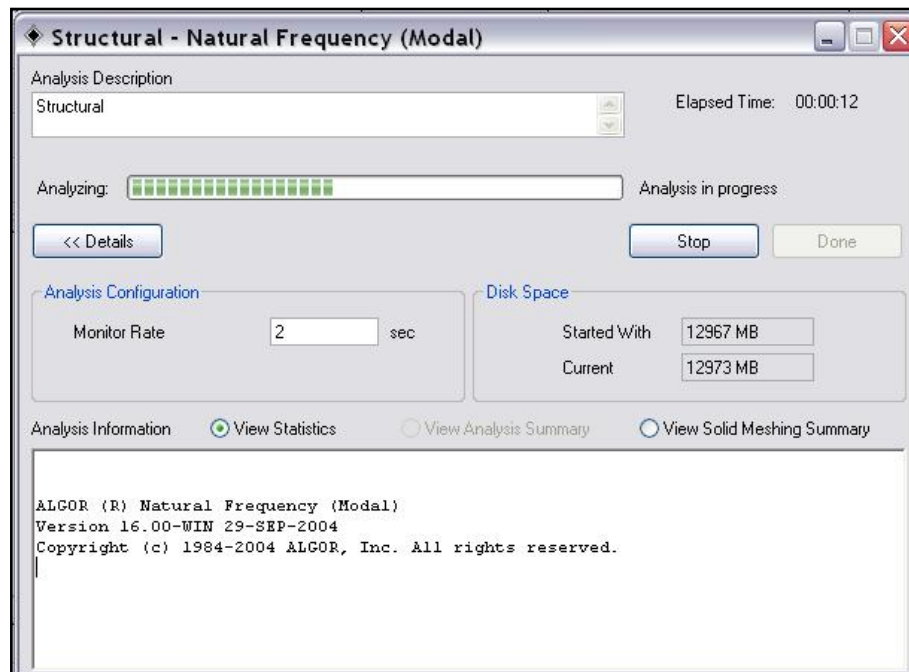 Structural - Natural Frequency (Modal)
Analysis Description
Structural
Elapsed Time: 00:00:12
Analyzing:
Analysis in progress
<< Details
Stop
Done
Analysis Configuration
Monitor Rate 2 sec
Disk Space
Started With 12967 MB
Current 12973 MB
Analysis Information View Statistics View Analysis Summary View Solid Meshing Summary
ALGOR (R) Natural Frequency (Modal)
Version 16.00-WIN 29-SEP-2004
Copyright (c) 1984-2004 ALGOR, Inc. All rights reserved.